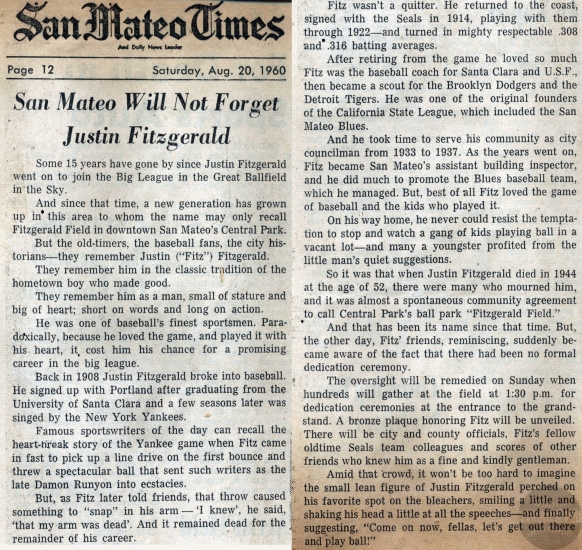 San Mateo Times
And Daily News Leader
Page 12 Saturday, Aug. 20, 1960
San Mateo Will Not Forget
Justin Fitzgerald
Some 15 years have gone by since Justin Fitzgerald
went on to join the Big League in the Great Ballfield
in the Sky.
And since that time, a new generation has grown
up in this area to whom the name may only recall
Fitzgerald Field in downtown San Mateo's Central Park.
But the old-timers, the baseball fans, the city his-
torians—they remember Justin ("Fitz") Fitzgerald.
They remember him in the classic tradition of the
hometown boy who made good.
They remember him as a man, small of stature and
big of heart; short on words and long on action.
He was one of baseball's finest sportsmen. Para-
doxically, because he loved the game, and played it with
his heart, it cost him his chance for a promising
career in the big league.
Back in 1908 Justin Fitzgerald broke into baseball.
He signed up with Portland after graduating from the
University of Santa Clara and a few seasons later was
singed by the New York Yankees.
Famous sportswriters of the day can recall the
heart-break story of the Yankee game when Fitz came
in fast to pick up a line drive on the first bounce and
threw a spectacular ball that sent such writers as the
late Damon Runyon into ecstacies.
But, as Fitz later told friends, that throw caused
something to "snap" in his arm — 'I knew', he said,
'that my arm was dead'. And it remained dead for the
remainder of his career.
Fitz wasn't a quitter. He returned to the coast,
signed with the Seals in 1914, playing with them
through 1922—and turned in mighty respectable .308
and .316 batting averages.
After retiring from the game he loved so much
Fitz was the baseball coach for Santa Clara and U.S.F.,
then became a scout for the Brooklyn Dodgers and the
Detroit Tigers. He was one of the original founders
of the California State League, which included the San
Mateo Blues.
And he took time to serve his community as city
councilman from 1933 to 1937. As the years went on,
Fitz became San Mateo's assistant building inspector,
and he did much to promote the Blues baseball team,
which he managed. But, best of all Fitz loved the game
of baseball and the kids who played it.
On his way home, he never could resist the tempta-
tion to stop and watch a gang of kids playing ball in a
vacant lot—and many a youngster profited from the
little man's quiet suggestions.
So it was that when Justin Fitzgerald died in 1944
at the age of 52, there were many who mourned him,
and it was almost a spontaneous community agreement
to call Central Park's ball park "Fitzgerald Field."
And that has been its name since that time. But,
the other day, Fitz' friends, reminiscing, suddenly be-
came aware of the fact that there had been no formal
dedication ceremony.
The oversight will be remedied on Sunday when
hundreds will gather at the field at 1:30 p.m. for
dedication ceremonies at the entrance to the grand-
stand. A bronze plaque honoring Fitz will be unveiled.
There will be city and county officials, Fitz's fellow
oldtime Seals team colleagues and scores of other
friends who knew him as a fine and kindly gentleman.
Amid that crowd, it won't be too hard to imagine
the small lean figure of Justin Fitzgerald perched on
his favorite spot on the bleachers, smiling a little and
shaking his head a little at all the speeches—and finally
suggesting, "Come on now, fellas, let's get out there
and play ball!"